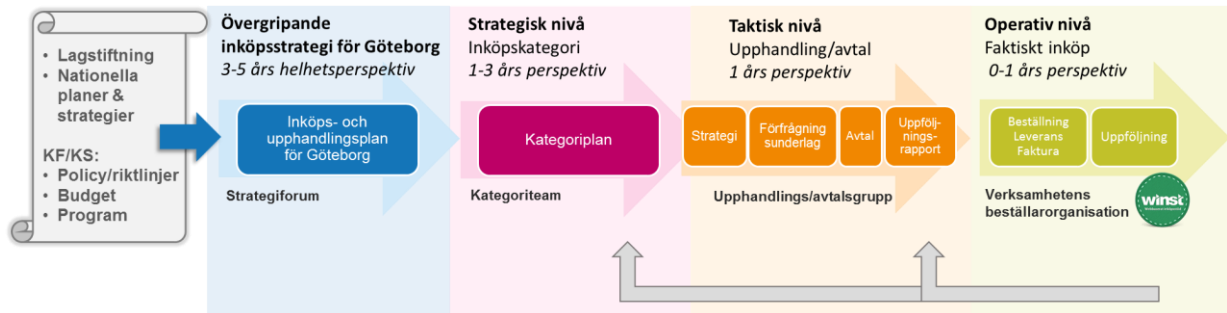 • Lagstiftning
• Nationella
planer &
strategier
KF/KS:
• Policy/riktlinjer
• Budget
• Program
Övergripande
inköpsstrategi för Göteborg
3-5 års helhetsperspektiv
Inköps- och
upphandlingsplan
för Göteborg
Strategiforum
Strategisk nivå
Inköpskategori
1-3 års perspektiv
Kategoriplan
Kategoriteam
Taktisk nivå
Upphandling/avtal
1 års perspektiv
Strategi
Förfrågning
sunderlag
Avtal
Uppfölj-
nings-
rapport
Upphandlings/avtalsgrupp
Operativ nivå
Faktiskt inköp
0-1 års perspektiv
Beställning
Leverans
Faktura
Uppföljning
Verksamhetens
beställarorganisation
winst